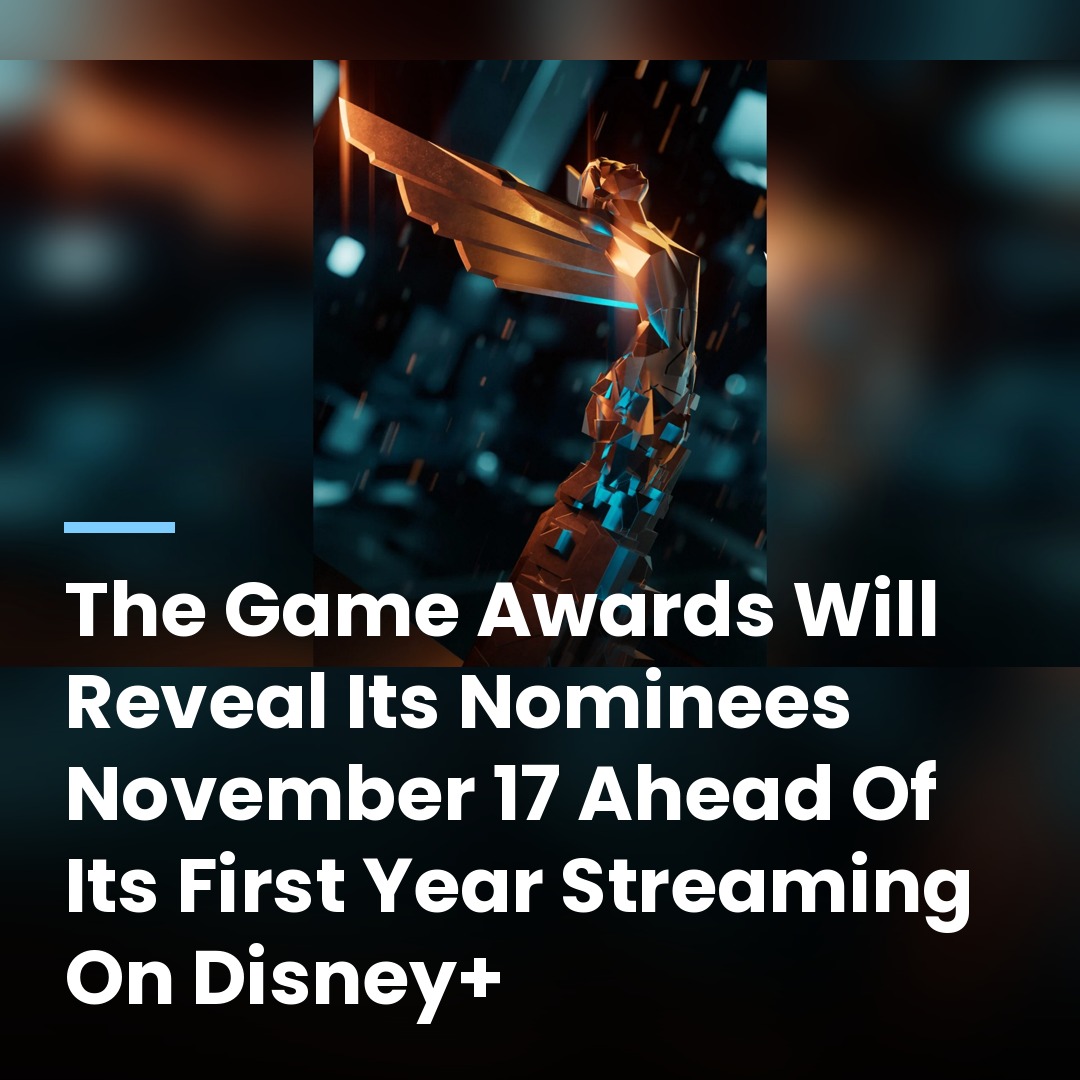 The Game Awards Will
Reveal Its Nominees
November 17 Ahead Of
Its First Year Streaming
On Disney+